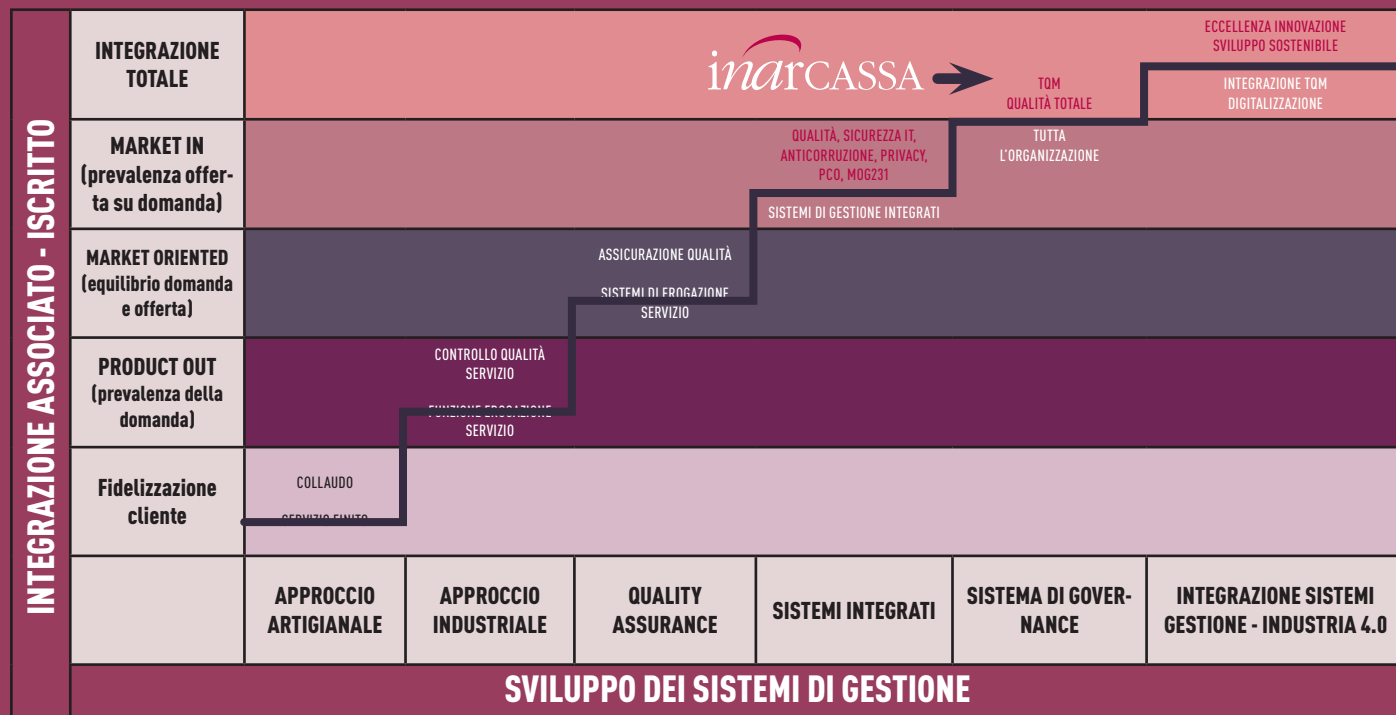 INTEGRAZIONE ASSOCIATO - ISCRITTO
INTEGRAZIONE
TOTALE
inarCASSA
TQM
QUALITÀ TOTALE
ECCELLENZA INNOVAZIONE
SVILUPPO SOSTENIBILE
INTEGRAZIONE TQM
DIGITALIZZAZIONE
MARKET IN
(prevalenza offer-
ta su domanda)
QUALITÀ, SICUREZZA IT,
ANTICORRUZIONE, PRIVACY,
PCO, MOG231
SISTEMI DI GESTIONE INTEGRATI
TUTTA
L'ORGANIZZAZIONE
MARKET ORIENTED
(equilibrio domanda
e offerta)
ASSICURAZIONE QUALITÀ
SISTEMI DI EROGAZIONE
SERVIZIO
PRODUCT OUT
(prevalenza della
domanda)
CONTROLLO QUALITÀ
SERVIZIO
FUNZIONE EROGAZIONE
SERVIZIO
Fidelizzazione
cliente
COLLAUDO
SERVIZIO FINITO
APPROCCIO
ARTIGIANALE
APPROCCIO
INDUSTRIALE
QUALITY
ASSURANCE
SISTEMI INTEGRATI
SISTEMA DI GOVER-
NANCE
INTEGRAZIONE SISTEMI
GESTIONE - INDUSTRIA 4.0
SVILUPPO DEI SISTEMI DI GESTIONE